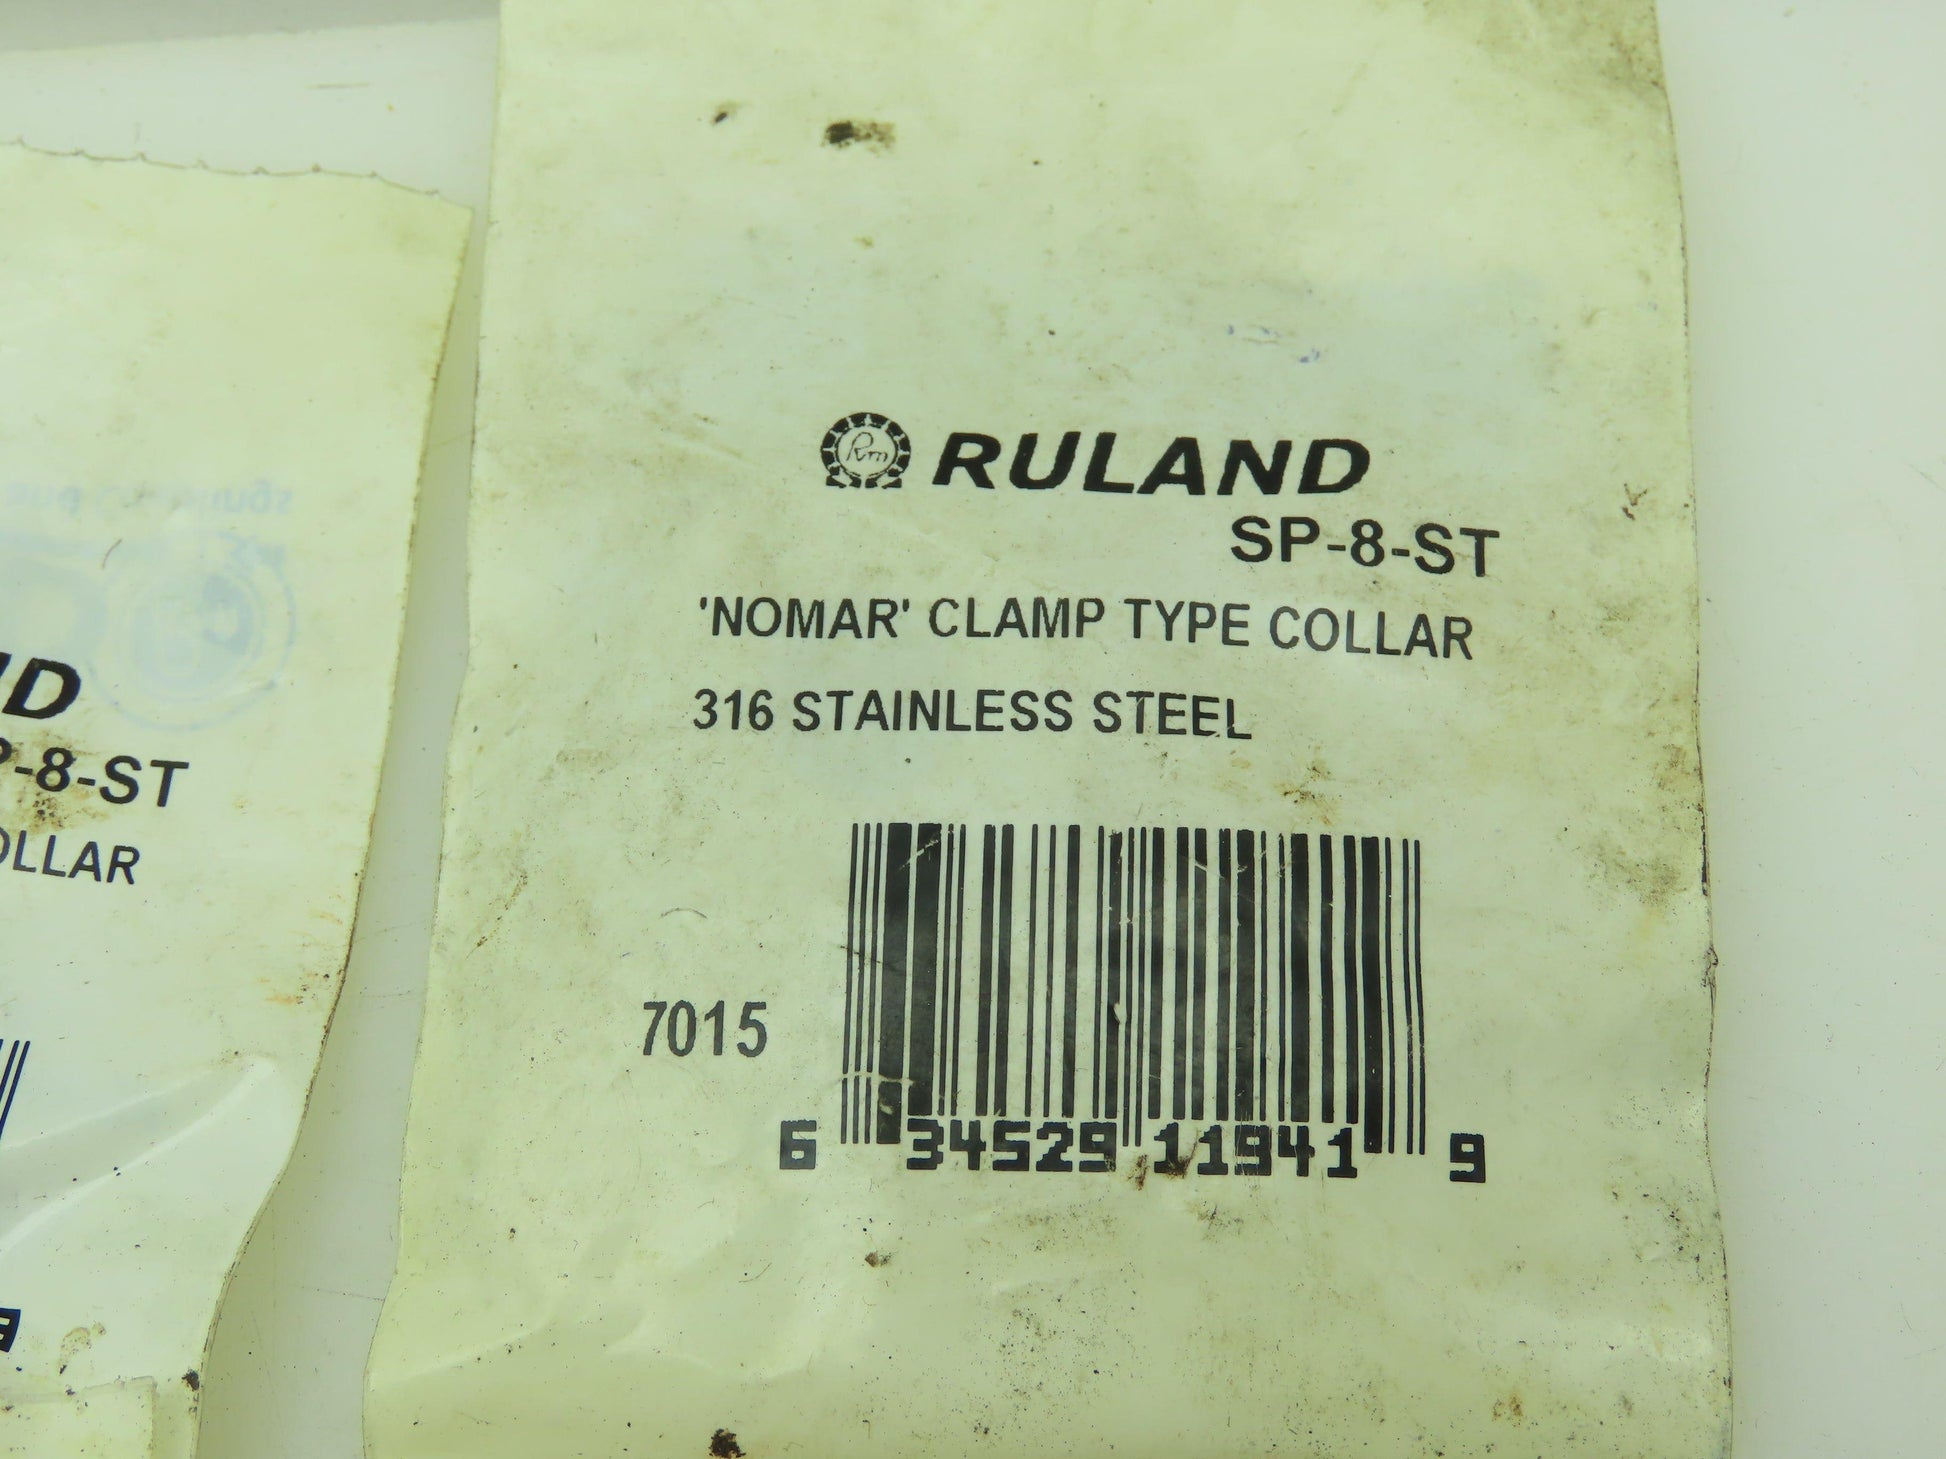 RULAND
SP-8-ST
'NOMAR' CLAMP TYPE COLLAR
316 STAINLESS STEEL
7015
6 34529 11941 9
ND
P-8-ST
OLLAR